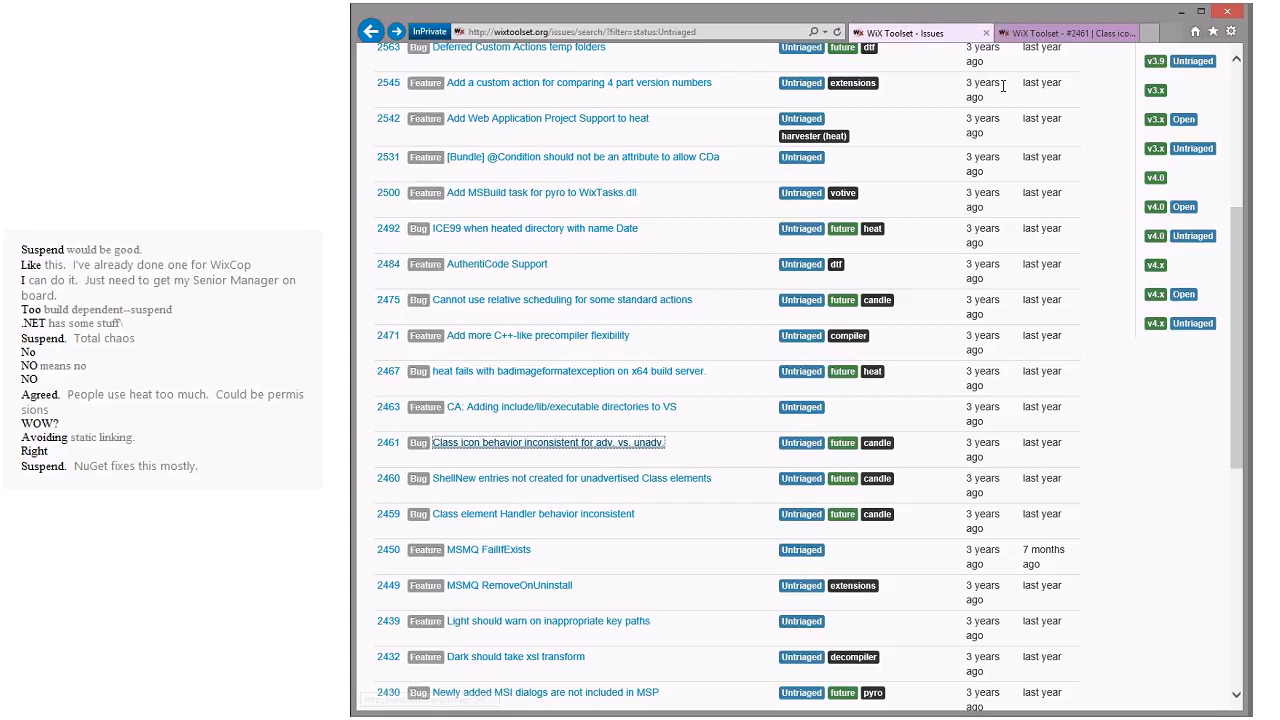 Suspend would be good.
Like this. I've already done one for WixCop
I can do it. Just need to get my Senior Manager on
board.
Too build dependent--suspend
.NET has some stuff\
Suspend. Total chaos
No
NO means no
NO
Agreed. People use heat too much. Could be permis
sions
WOW?
Avoiding static linking.
Right
Suspend. NuGet fixes this mostly.
InPrivate http://wixtoolset.org/issues/search/?filter=status:Untriaged WiX Toolset - Issues WiX Toolset - #2461 | Class ico...
2563 Bug Deferred Custom Actions temp folders Untriaged future dtf 3 years ago last year
2545 Feature Add a custom action for comparing 4 part version numbers Untriaged extensions 3 years ago last year
2542 Feature Add Web Application Project Support to heat Untriaged harvester (heat) 3 years ago last year
2531 Feature [Bundle] @Condition should not be an attribute to allow CDa Untriaged 3 years ago last year
2500 Feature Add MSBuild task for pyro to WixTasks.dll Untriaged votive 3 years ago last year
2492 Bug ICE99 when heated directory with name Date Untriaged future heat 3 years ago last year
2484 Feature AuthentiCode Support Untriaged dtf 3 years ago last year
2475 Bug Cannot use relative scheduling for some standard actions Untriaged future candle 3 years ago last year
2471 Feature Add more C++-like precompiler flexibility Untriaged compiler 3 years ago last year
2467 Bug heat fails with badimageformatexception on x64 build server. Untriaged future heat 3 years ago last year
2463 Feature CA: Adding include/lib/executable directories to VS Untriaged 3 years ago last year
2461 Bug Class icon behavior inconsistent for adv. vs. unadv. Untriaged future candle 3 years ago last year
2460 Bug ShellNew entries not created for unadvertised Class elements Untriaged future candle 3 years ago last year
2459 Bug Class element Handler behavior inconsistent Untriaged future candle 3 years ago last year
2450 Feature MSMQ FailIfExists Untriaged 3 years ago 7 months ago
2449 Feature MSMQ RemoveOnUninstall Untriaged extensions 3 years ago last year
2439 Feature Light should warn on inappropriate key paths Untriaged 3 years ago last year
2432 Feature Dark should take xsl transform Untriaged decompiler 3 years ago last year
2430 Bug Newly added MSI dialogs are not included in MSP Untriaged future pyro 3 years ago last year
v3.9 Untriaged
v3.x
v3.x Open
v3.x Untriaged
v4.0
v4.0 Open
v4.0 Untriaged
v4.x
v4.x Open
v4.x Untriaged